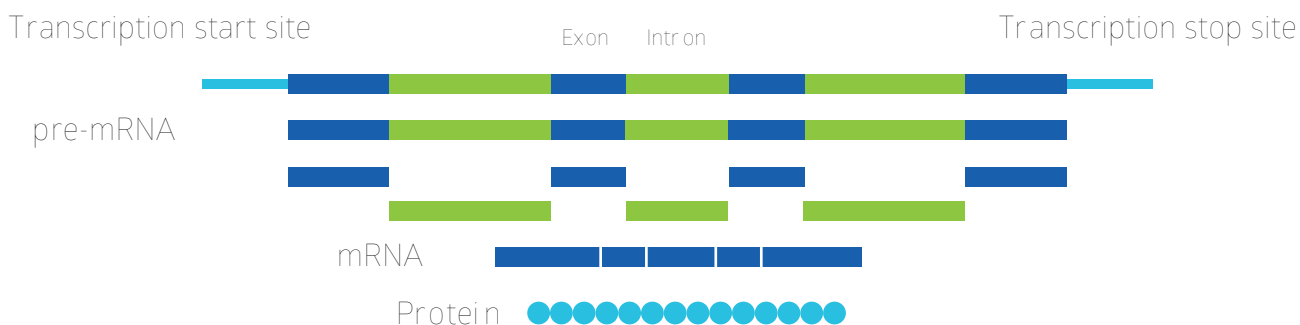 Transcription start site
Transcription stop site
Exon
Intron
pre-mRNA
mRNA
Protein